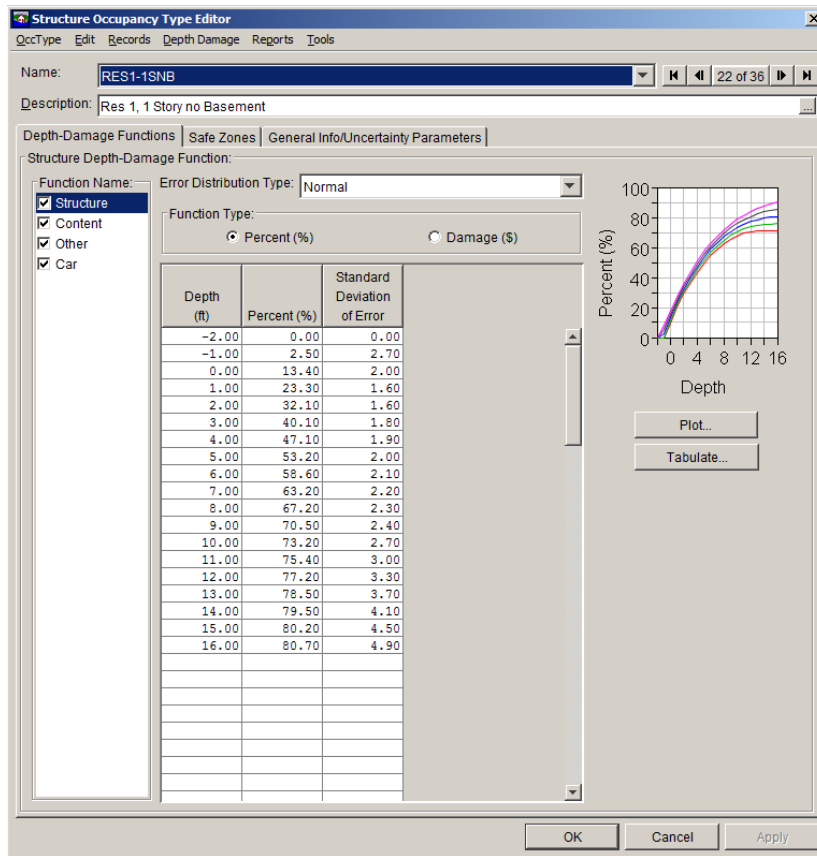 Structure Occupancy Type Editor
OccType Edit Records Depth Damage Reports Tools
Name: RES1-1SNB 22 of 36
Description: Res 1, 1 Story no Basement ...
Depth-Damage Functions Safe Zones General Info/Uncertainty Parameters
Structure Depth-Damage Function:
Function Name:
Structure
Content
Other
Car
Error Distribution Type: Normal
Function Type:
Percent (%) Damage ($)
Depth (ft) Percent (%) Standard Deviation of Error
-2.00 0.00 0.00
-1.00 2.50 2.70
0.00 13.40 2.00
1.00 23.30 1.60
2.00 32.10 1.60
3.00 40.10 1.80
4.00 47.10 1.90
5.00 53.20 2.00
6.00 58.60 2.10
7.00 63.20 2.20
8.00 67.20 2.30
9.00 70.50 2.40
10.00 73.20 2.70
11.00 75.40 3.00
12.00 77.20 3.30
13.00 78.50 3.70
14.00 79.50 4.10
15.00 80.20 4.50
16.00 80.70 4.90
Percent (%)
100
80
60
40
20
0
0 4 8 12 16
Depth
Plot...
Tabulate...
OK Cancel Apply